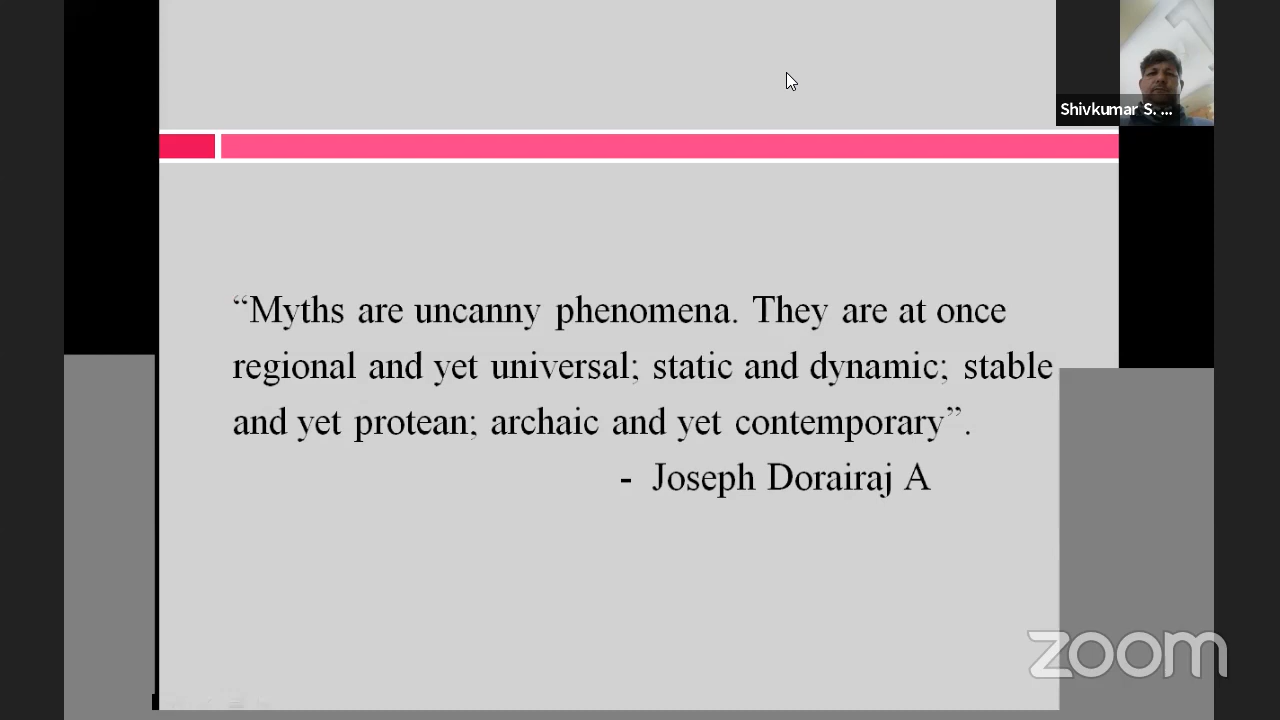 Shivkumar S. ...
“Myths are uncanny phenomena. They are at once
regional and yet universal; static and dynamic; stable
and yet protean; archaic and yet contemporary”.
- Joseph Dorairaj A
zoom